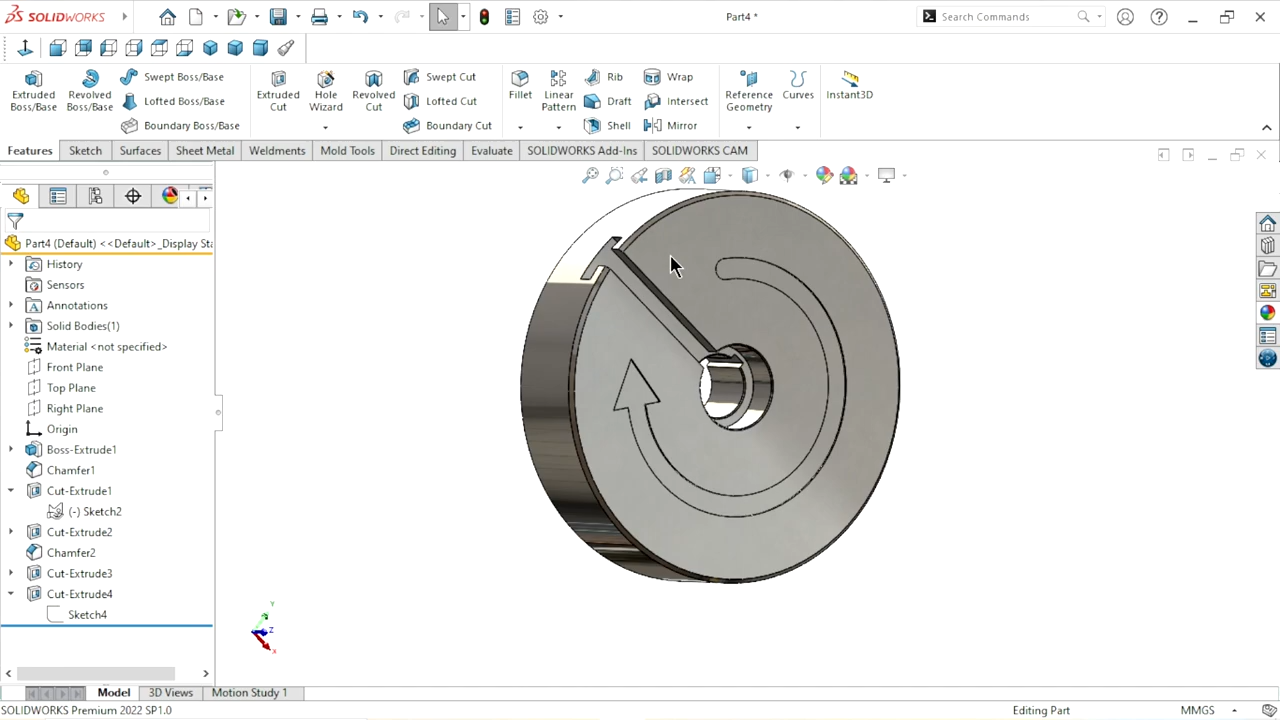 SOLIDWORKS
Part4 *
Search Commands
Extruded Boss/Base
Revolved Boss/Base
Swept Boss/Base
Lofted Boss/Base
Boundary Boss/Base
Extruded Cut
Hole Wizard
Revolved Cut
Swept Cut
Lofted Cut
Boundary Cut
Fillet
Linear Pattern
Rib
Draft
Shell
Wrap
Intersect
Mirror
Reference Geometry
Curves
Instant3D
Features
Sketch
Surfaces
Sheet Metal
Weldments
Mold Tools
Direct Editing
Evaluate
SOLIDWORKS Add-Ins
SOLIDWORKS CAM
Part4 (Default) <<Default>_Display Sta
History
Sensors
Annotations
Solid Bodies(1)
Material <not specified>
Front Plane
Top Plane
Right Plane
Origin
Boss-Extrude1
Chamfer1
Cut-Extrude1
(-) Sketch2
Cut-Extrude2
Chamfer2
Cut-Extrude3
Cut-Extrude4
Sketch4
Y
Z
X
Model
3D Views
Motion Study 1
SOLIDWORKS Premium 2022 SP1.0
Editing Part
MMGS